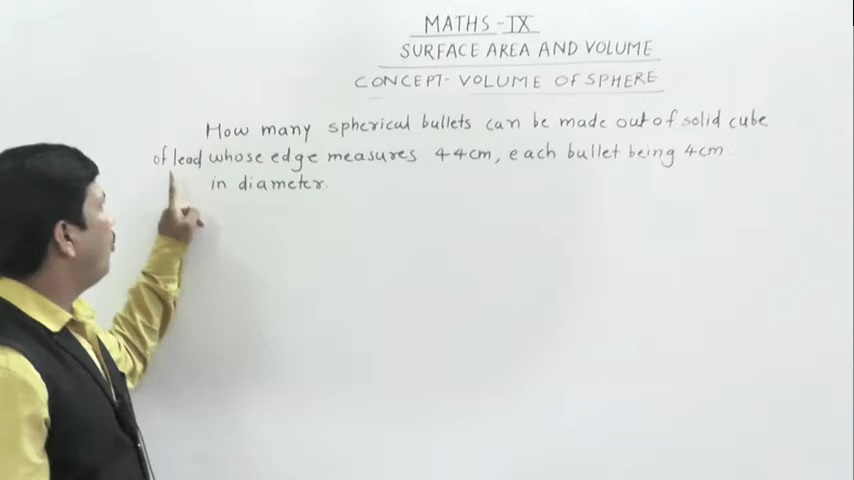 MATHS-IX
SURFACE AREA AND VOLUME
CONCEPT- VOLUME OF SPHERE
How many spherical bullets can be made out of solid cube
of lead whose edge measures 44cm, each bullet being 4cm
in diameter.